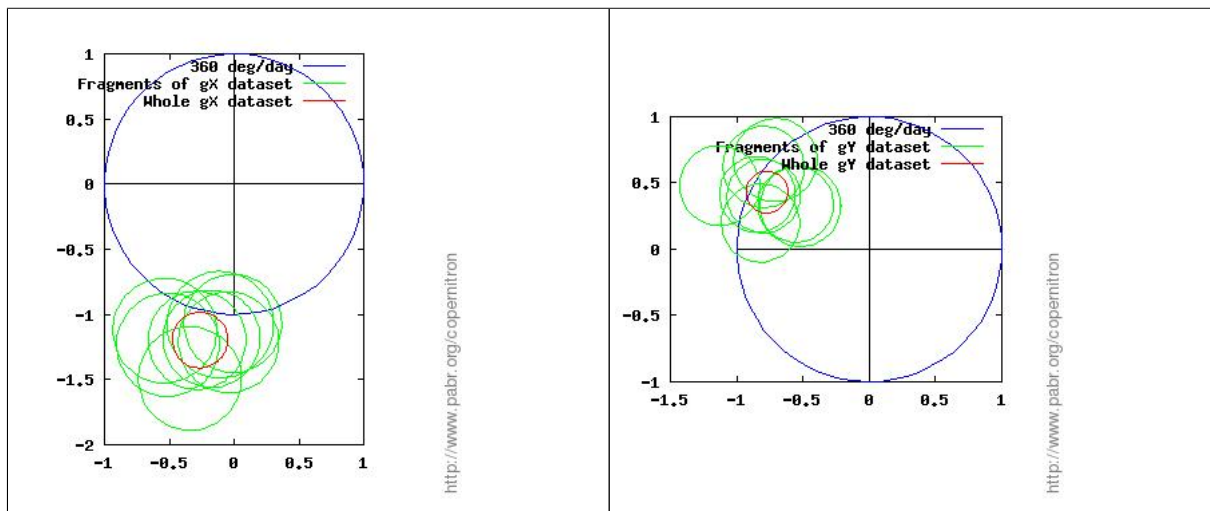 1
360 deg/day
Fragments of gX dataset
Whole gX dataset
0.5
0
-0.5
-1
-1.5
-2
-1 -0.5 0 0.5 1
http://www.pabr.org/copernitron
1
360 deg/day
Fragments of gY dataset
Whole gY dataset
0.5
0
-0.5
-1
-1.5 -1 -0.5 0 0.5 1
http://www.pabr.org/copernitron